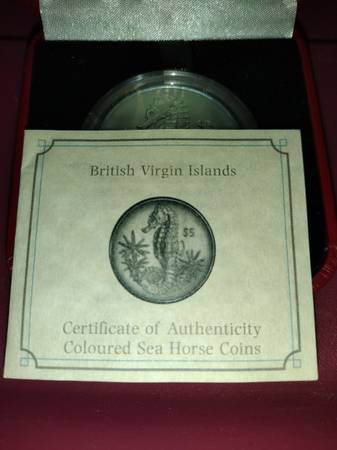 British Virgin Islands
$5
Certificate of Authenticity
Coloured Sea Horse Coins